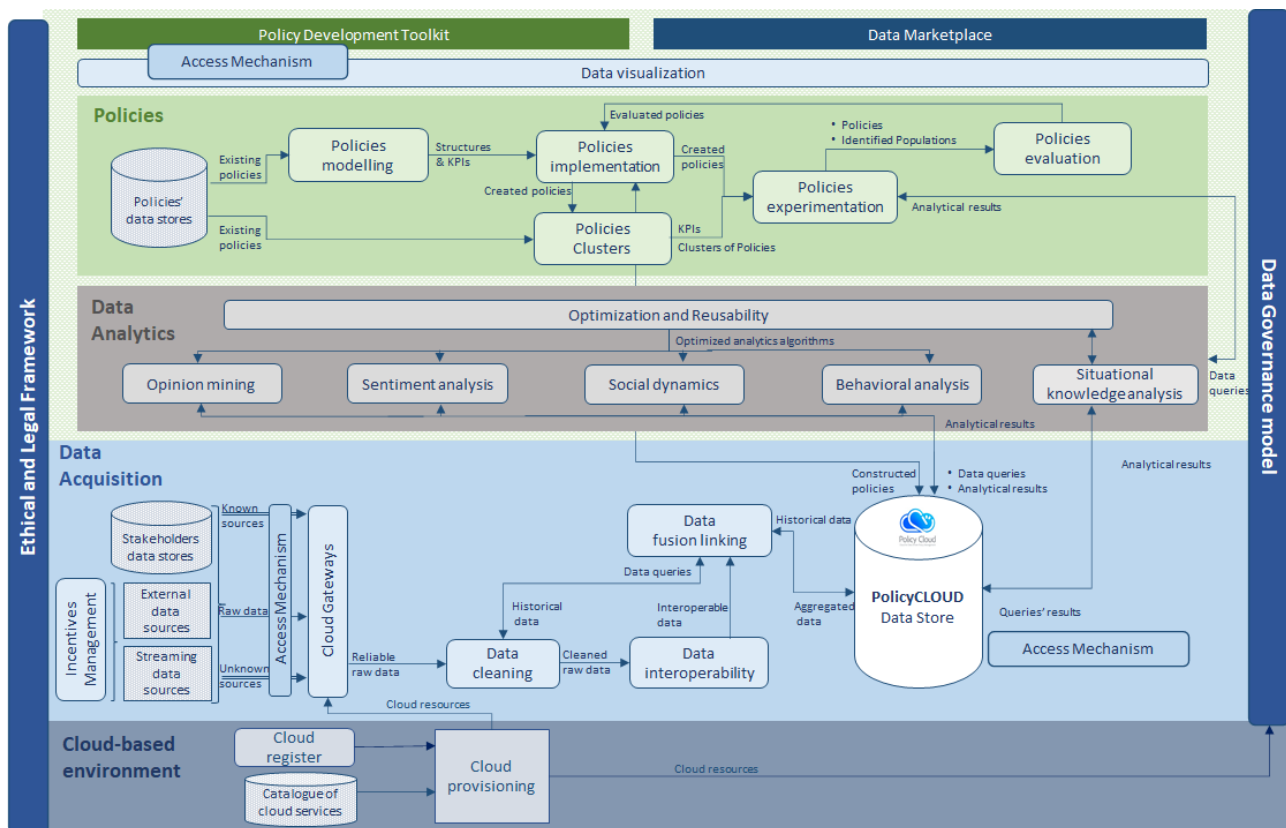 Policy Development Toolkit
Data Marketplace
Access Mechanism
Data visualization
Policies
Evaluated policies
• Policies
• Identified Populations
Policies
evaluation
Policies
modelling
Structures
& KPIs
Policies
implementation
Created
policies
Existing
policies
Policies'
data stores
Created policies
Policies
experimentation
Analytical results
Existing
policies
Policies
Clusters
KPIs
Clusters of Policies
Ethical and Legal Framework
Data Governance model
Data
Analytics
Optimization and Reusability
Optimized analytics algorithms
Opinion mining
Sentiment analysis
Social dynamics
Behavioral analysis
Situational
knowledge analysis
Data
queries
Analytical results
Data
Acquisition
Analytical results
Constructed
policies
• Data queries
• Analytical results
Stakeholders
data stores
Known
sources
Access Mechanism
Cloud Gateways
Data
fusion linking
Historical data
Policy Cloud
Incentives
Management
External
data
sources
Raw data
Data queries
Historical
data
Interoperable
data
Aggregated
data
PolicyCLOUD
Data Store
Queries' results
Access Mechanism
Streaming
data
sources
Unknown
sources
Reliable
raw data
Data
cleaning
Cleaned
raw data
Data
interoperability
Cloud resources
Cloud-based
environment
Cloud
register
Cloud
provisioning
Cloud resources
Catalogue of
cloud services